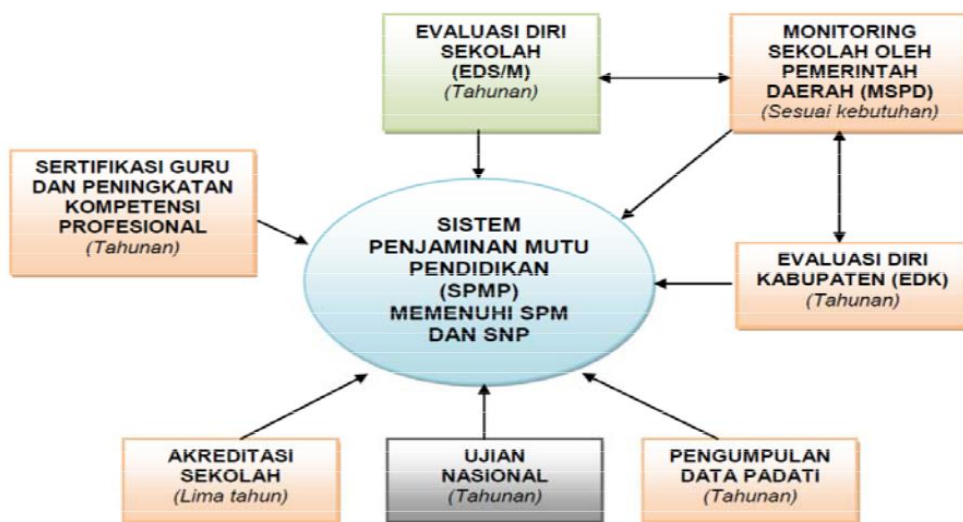 EVALUASI DIRI
SEKOLAH
(EDS/M)
(Tahunan)
MONITORING
SEKOLAH OLEH
PEMERINTAH
DAERAH (MSPD)
(Sesuai kebutuhan)
SERTIFIKASI GURU
DAN PENINGKATAN
KOMPETENSI
PROFESIONAL
(Tahunan)
SISTEM
PENJAMINAN MUTU
PENDIDIKAN
(SPMP)
MEMENUHI SPM
DAN SNP
EVALUASI DIRI
KABUPATEN (EDK)
(Tahunan)
AKREDITASI
SEKOLAH
(Lima tahun)
UJIAN
NASIONAL
(Tahunan)
PENGUMPULAN
DATA PADATI
(Tahunan)